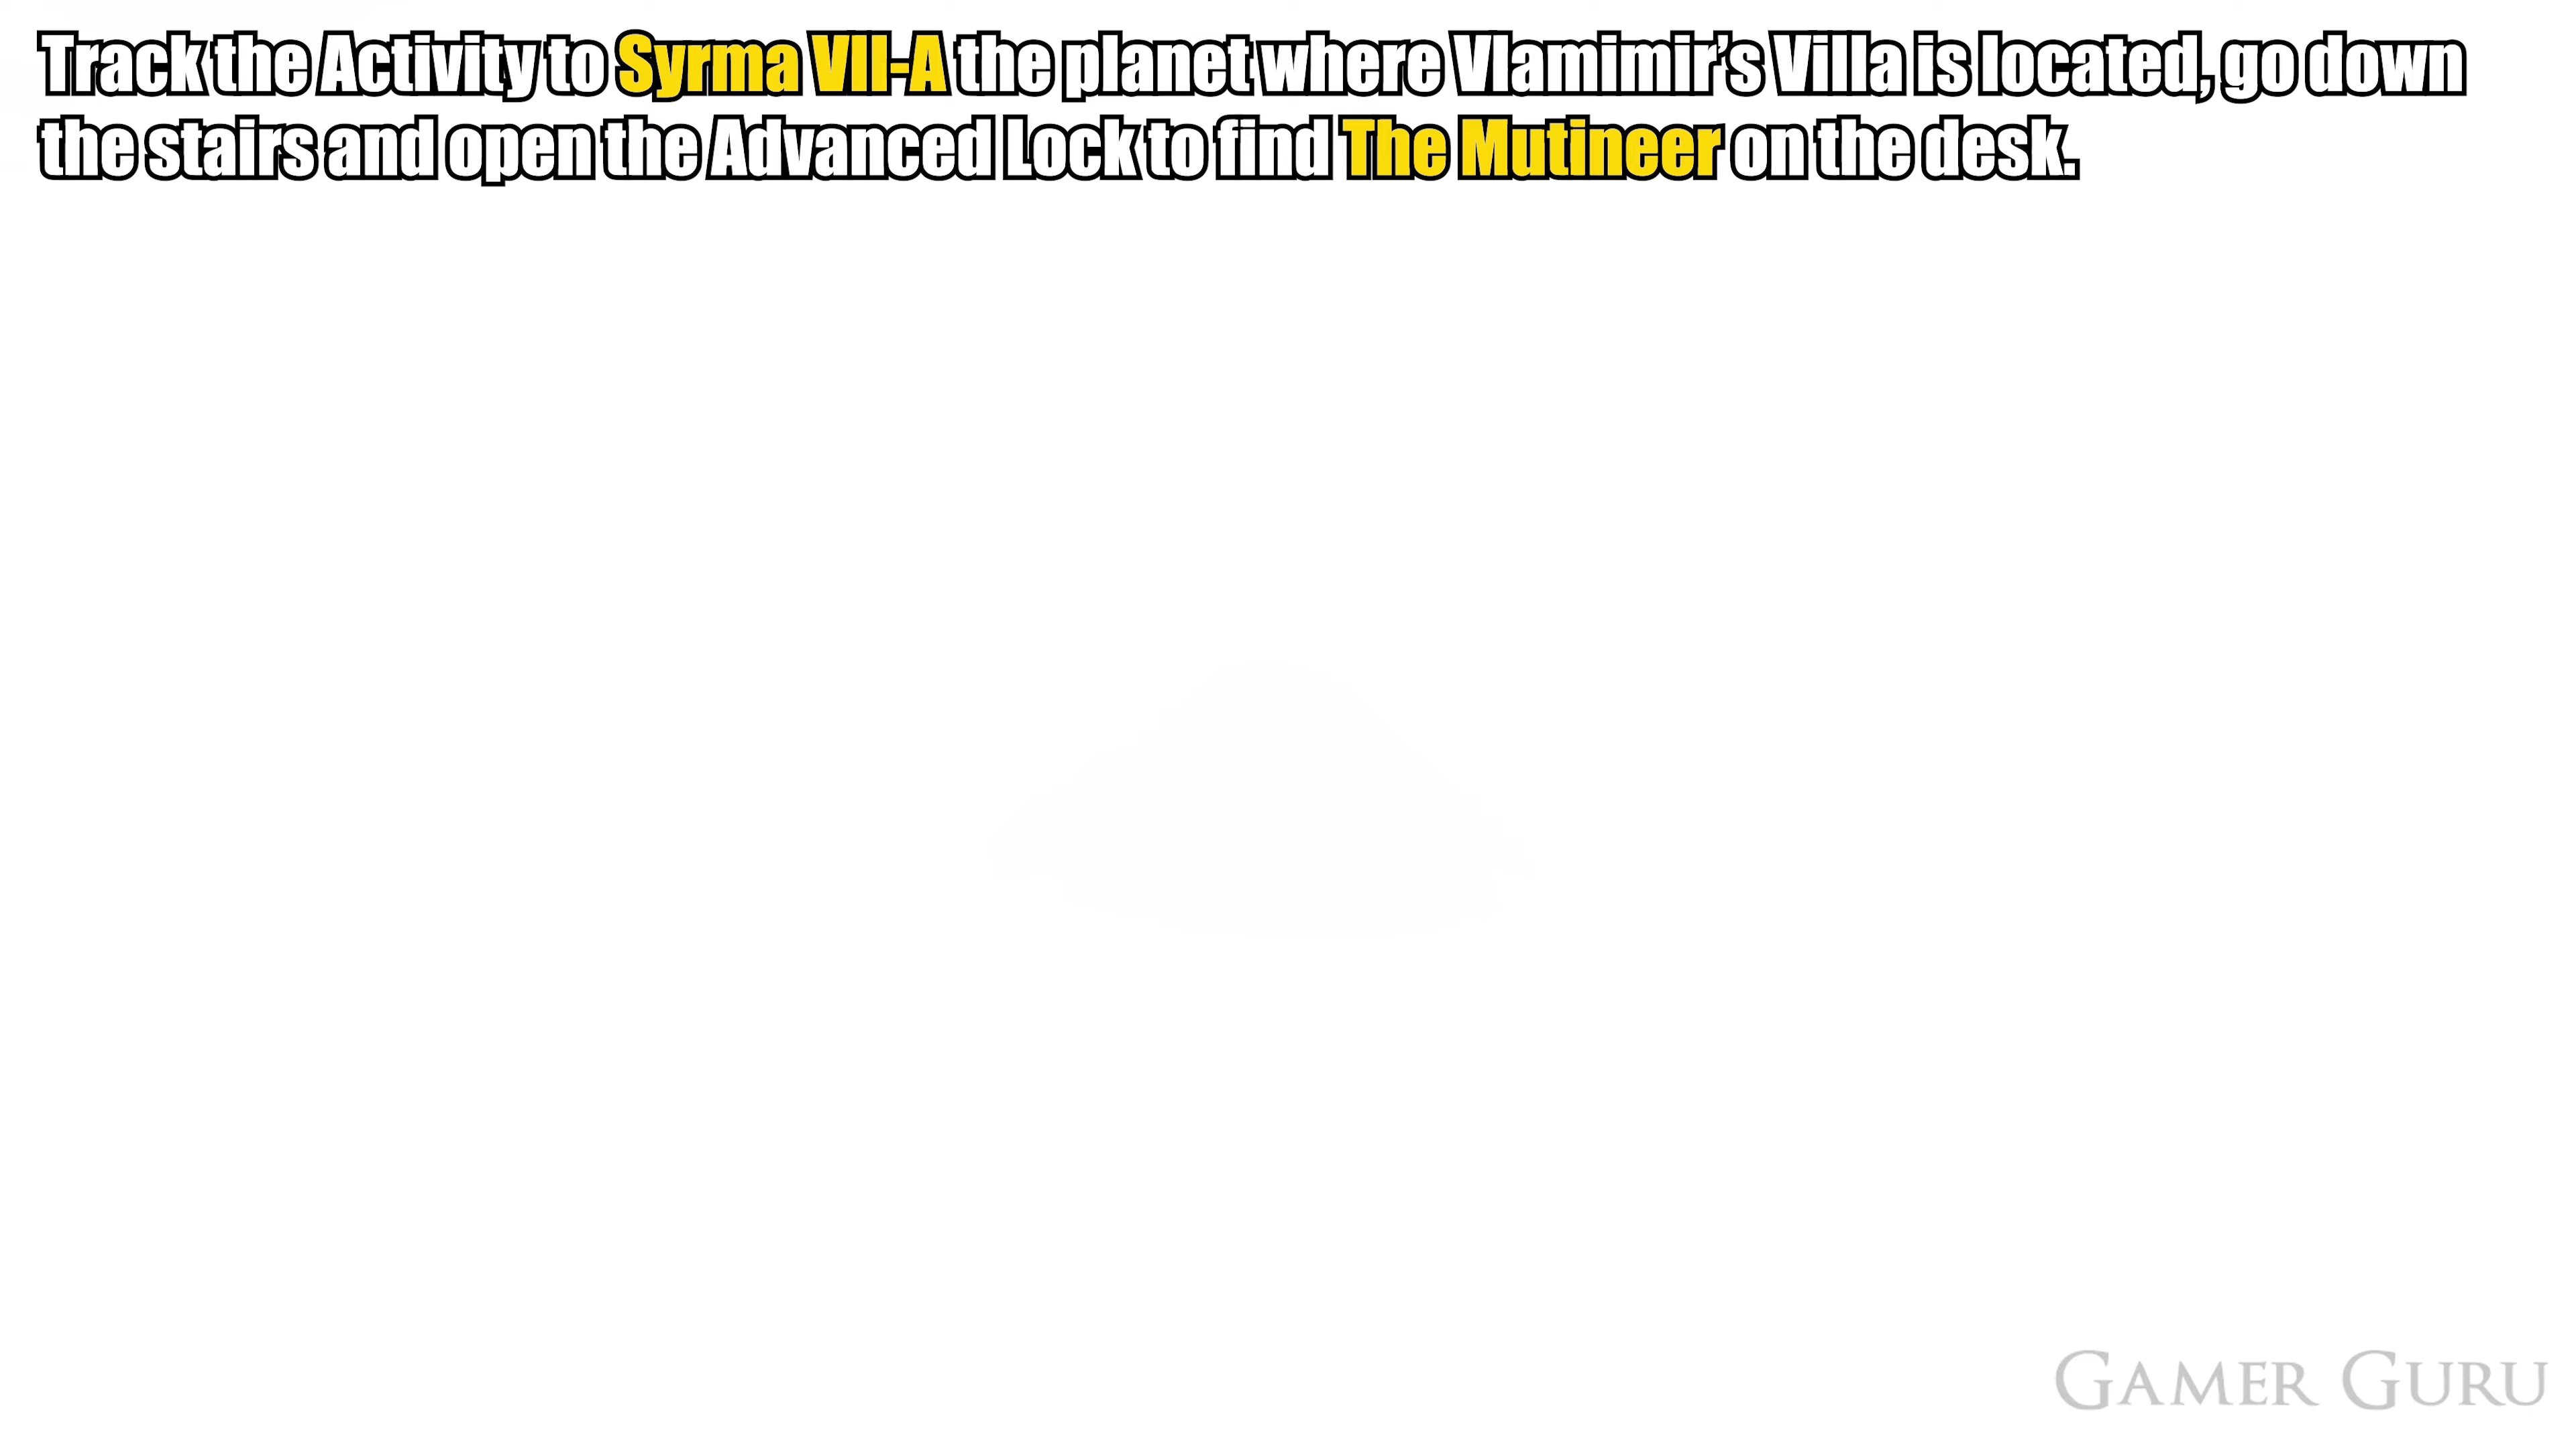 Track the Activity to Syrma VII-A the planet where Vlamimir's Villa is located, go down
the stairs and open the Advanced Lock to find The Mutineer on the desk.
GAMER GURU